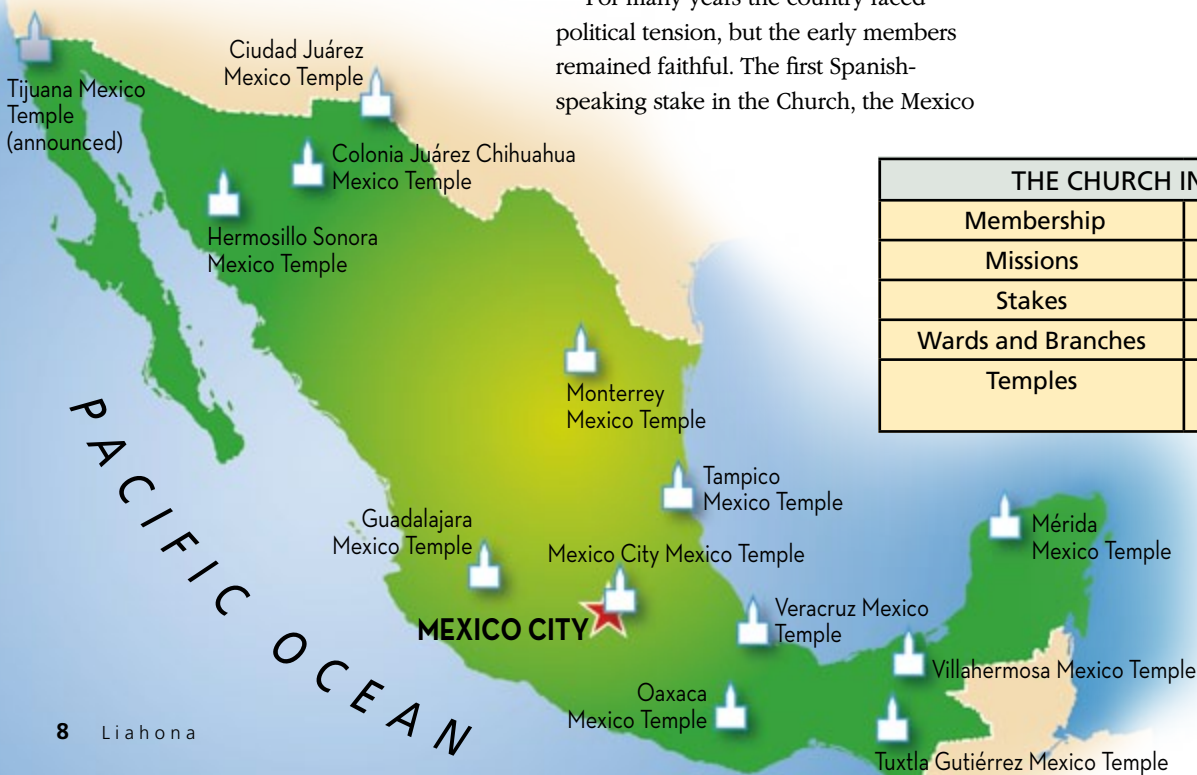 For many years the country faced
political tension, but the early members
remained faithful. The first Spanish-
speaking stake in the Church, the Mexico
Tijuana Mexico
Temple
(announced)
Ciudad Juárez
Mexico Temple
Colonia Juárez Chihuahua
Mexico Temple
Hermosillo Sonora
Mexico Temple
THE CHURCH IN
Membership
Missions
Stakes
Wards and Branches
Temples
Monterrey
Mexico Temple
Tampico
Mexico Temple
Guadalajara
Mexico Temple
Mexico City Mexico Temple
MEXICO CITY
Mérida
Mexico Temple
Veracruz Mexico
Temple
Villahermosa Mexico Temple
Oaxaca
Mexico Temple
Tuxtla Gutiérrez Mexico Temple
PACIFIC OCEAN
8 Liahona